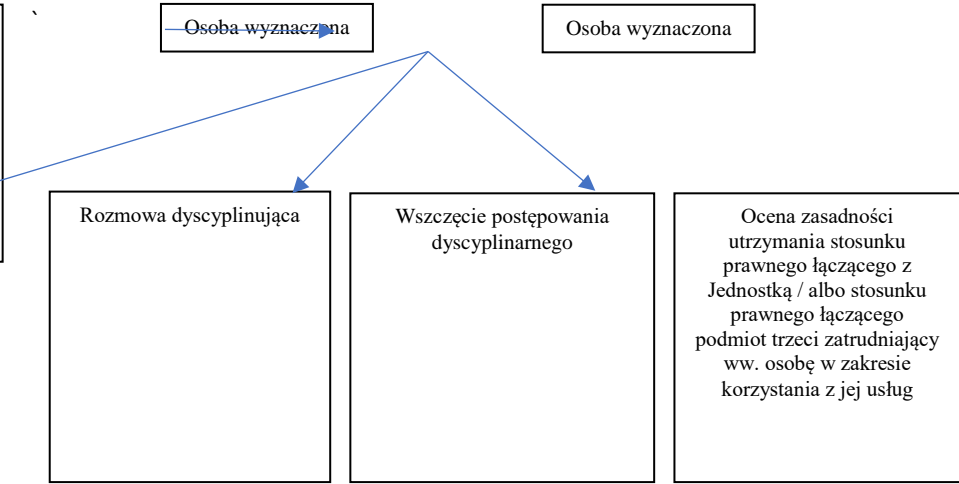 `
Osoba wyznaczona
Osoba wyznaczona
Rozmowa dyscyplinująca
Wszczęcie postępowania
dyscyplinarnego
Ocena zasadności
utrzymania stosunku
prawnego łączącego z
Jednostką / albo stosunku
prawnego łączącego
podmiot trzeci zatrudniający
ww. osobę w zakresie
korzystania z jej usług